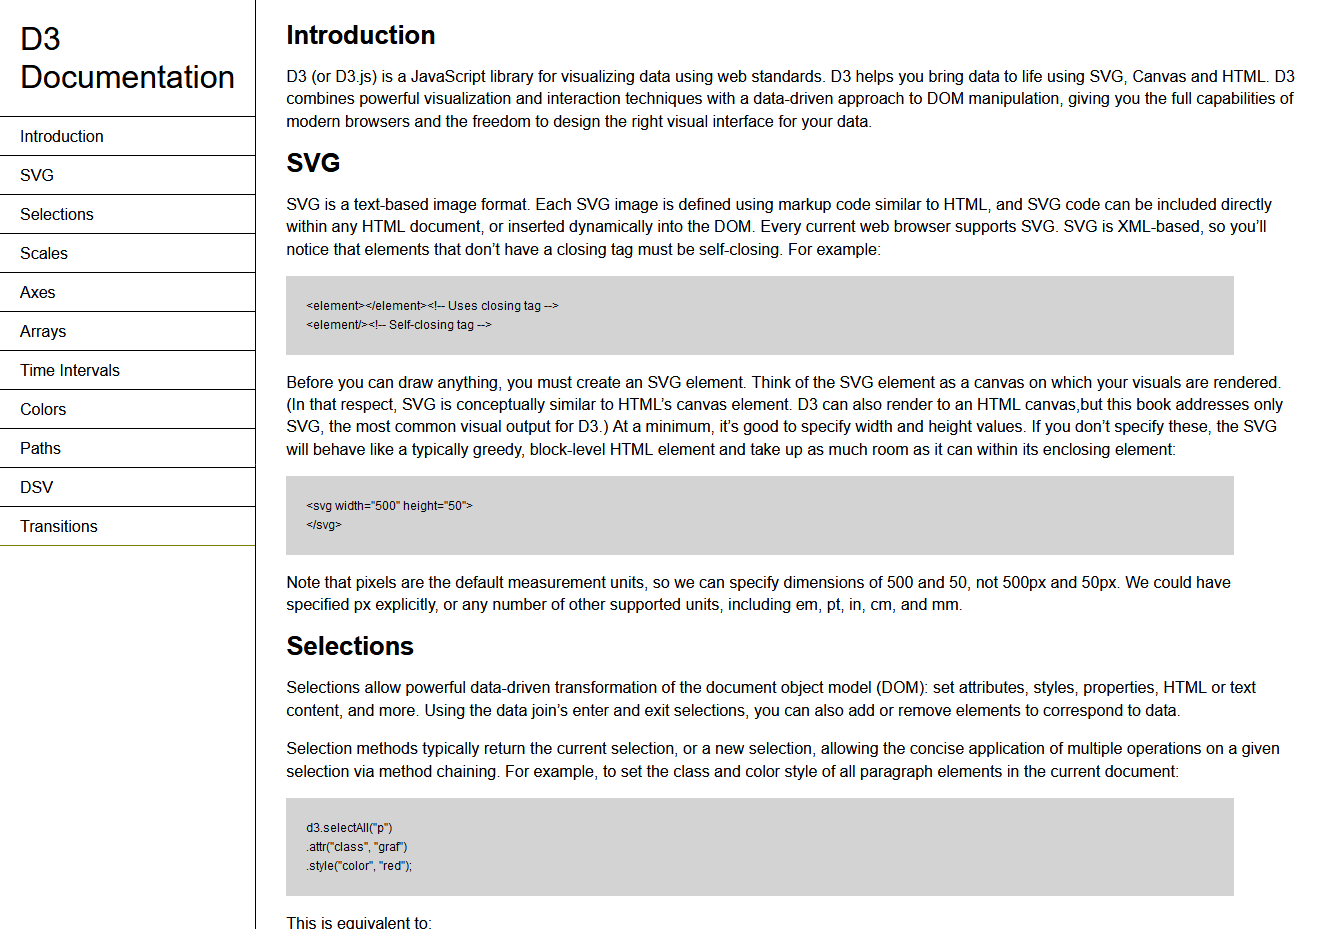 D3
Documentation
Introduction
SVG
Selections
Scales
Axes
Arrays
Time Intervals
Colors
Paths
DSV
Transitions
Introduction
D3 (or D3.js) is a JavaScript library for visualizing data using web standards. D3 helps you bring data to life using SVG, Canvas and HTML. D3
combines powerful visualization and interaction techniques with a data-driven approach to DOM manipulation, giving you the full capabilities of
modern browsers and the freedom to design the right visual interface for your data.
SVG
SVG is a text-based image format. Each SVG image is defined using markup code similar to HTML, and SVG code can be included directly
within any HTML document, or inserted dynamically into the DOM. Every current web browser supports SVG. SVG is XML-based, so you’ll
notice that elements that don’t have a closing tag must be self-closing. For example:
<element></element><!-- Uses closing tag -->
<element/><!-- Self-closing tag -->
Before you can draw anything, you must create an SVG element. Think of the SVG element as a canvas on which your visuals are rendered.
(In that respect, SVG is conceptually similar to HTML’s canvas element. D3 can also render to an HTML canvas,but this book addresses only
SVG, the most common visual output for D3.) At a minimum, it’s good to specify width and height values. If you don’t specify these, the SVG
will behave like a typically greedy, block-level HTML element and take up as much room as it can within its enclosing element:
<svg width="500" height="50">
</svg>
Note that pixels are the default measurement units, so we can specify dimensions of 500 and 50, not 500px and 50px. We could have
specified px explicitly, or any number of other supported units, including em, pt, in, cm, and mm.
Selections
Selections allow powerful data-driven transformation of the document object model (DOM): set attributes, styles, properties, HTML or text
content, and more. Using the data join’s enter and exit selections, you can also add or remove elements to correspond to data.
Selection methods typically return the current selection, or a new selection, allowing the concise application of multiple operations on a given
selection via method chaining. For example, to set the class and color style of all paragraph elements in the current document:
d3.selectAll("p")
.attr("class", "graf")
.style("color", "red");
This is equivalent to: